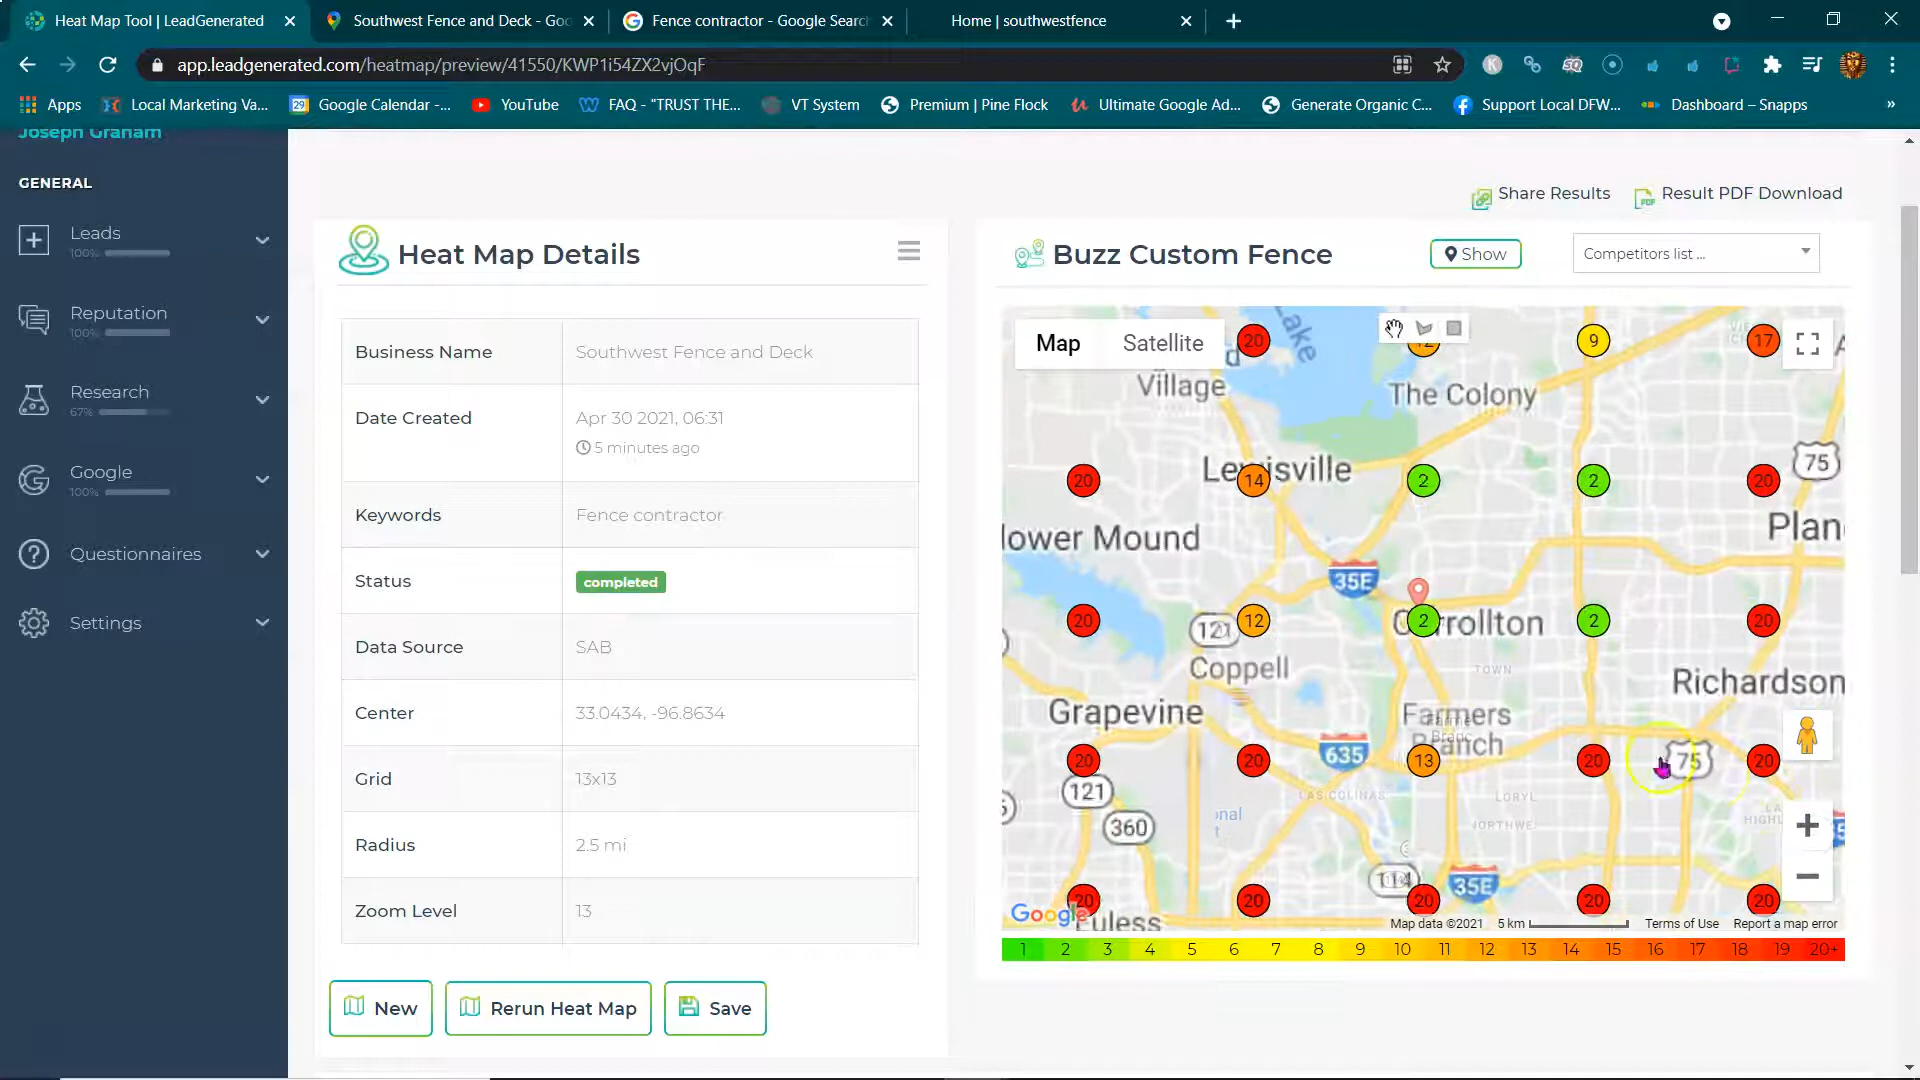 Heat Map Tool | LeadGenerated
Southwest Fence and Deck - Goo
Fence contractor - Google Search
Home | southwestfence
app.leadgenerated.com/heatmap/preview/41550/KWP1i54ZX2vjOqF
Apps
Local Marketing Va...
Google Calendar -...
YouTube
FAQ - "TRUST THE...
VT System
Premium | Pine Flock
Ultimate Google Ad...
Generate Organic C...
Support Local DFW...
Dashboard – Snapps
»
Joseph Graham
GENERAL
Leads
100%
Reputation
100%
Research
67%
Google
100%
Questionnaires
Settings
Share Results
Result PDF Download
Heat Map Details
Business Name
Southwest Fence and Deck
Date Created
Apr 30 2021, 06:31
5 minutes ago
Keywords
Fence contractor
Status
completed
Data Source
SAB
Center
33.0434, -96.8634
Grid
13x13
Radius
2.5 mi
Zoom Level
13
New
Rerun Heat Map
Save
Buzz Custom Fence
Show
Competitors list ...
Map
Satellite
20
12
9
17
Lake
Village
The Colony
75
Lewisville
20
14
2
2
20
Plan
lower Mound
35E
20
12
2
2
20
121
Carrollton
Coppell
TOWN
Richardson
Grapevine
Farmers
Branch
635
75
20
20
13
20
20
121
LAS COLINAS
360
114
35E
20
20
20
20
20
Google
Euless
Map data ©2021
5 km
Terms of Use
Report a map error
1 2 3 4 5 6 7 8 9 10 11 12 13 14 15 16 17 18 19 20+